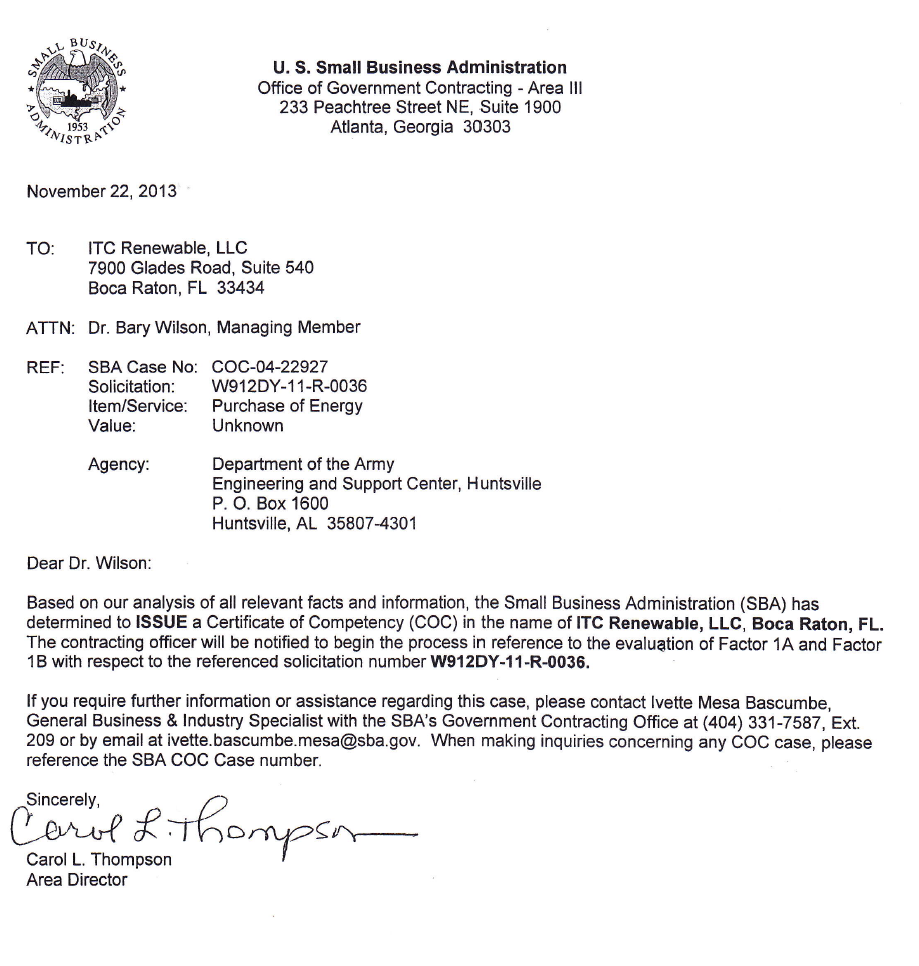 SMALL BUSINESS
ADMINISTRATION
1953
U. S. Small Business Administration
Office of Government Contracting - Area III
233 Peachtree Street NE, Suite 1900
Atlanta, Georgia 30303
November 22, 2013
TO: ITC Renewable, LLC
7900 Glades Road, Suite 540
Boca Raton, FL 33434
ATTN: Dr. Bary Wilson, Managing Member
REF: SBA Case No: COC-04-22927
Solicitation: W912DY-11-R-0036
Item/Service: Purchase of Energy
Value: Unknown
Agency: Department of the Army
Engineering and Support Center, Huntsville
P. O. Box 1600
Huntsville, AL 35807-4301
Dear Dr. Wilson:
Based on our analysis of all relevant facts and information, the Small Business Administration (SBA) has
determined to ISSUE a Certificate of Competency (COC) in the name of ITC Renewable, LLC, Boca Raton, FL.
The contracting officer will be notified to begin the process in reference to the evaluation of Factor 1A and Factor
1B with respect to the referenced solicitation number W912DY-11-R-0036.
If you require further information or assistance regarding this case, please contact Ivette Mesa Bascumbe,
General Business & Industry Specialist with the SBA's Government Contracting Office at (404) 331-7587, Ext.
209 or by email at ivette.bascumbe.mesa@sba.gov. When making inquiries concerning any COC case, please
reference the SBA COC Case number.
Sincerely,
Carol L. Thompson
Carol L. Thompson
Area Director